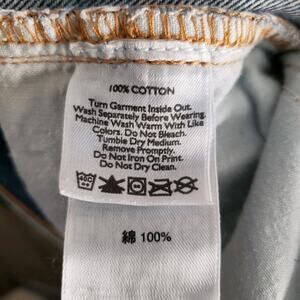 100% COTTON
Turn Garment Inside Out.
Wash Separately Before Wearing.
Machine Wash Warm With Like
Colors. Do Not Bleach.
Tumble Dry Medium.
Remove Promptly.
Do Not Iron On Print.
Do Not Dry Clean.
綿 100%